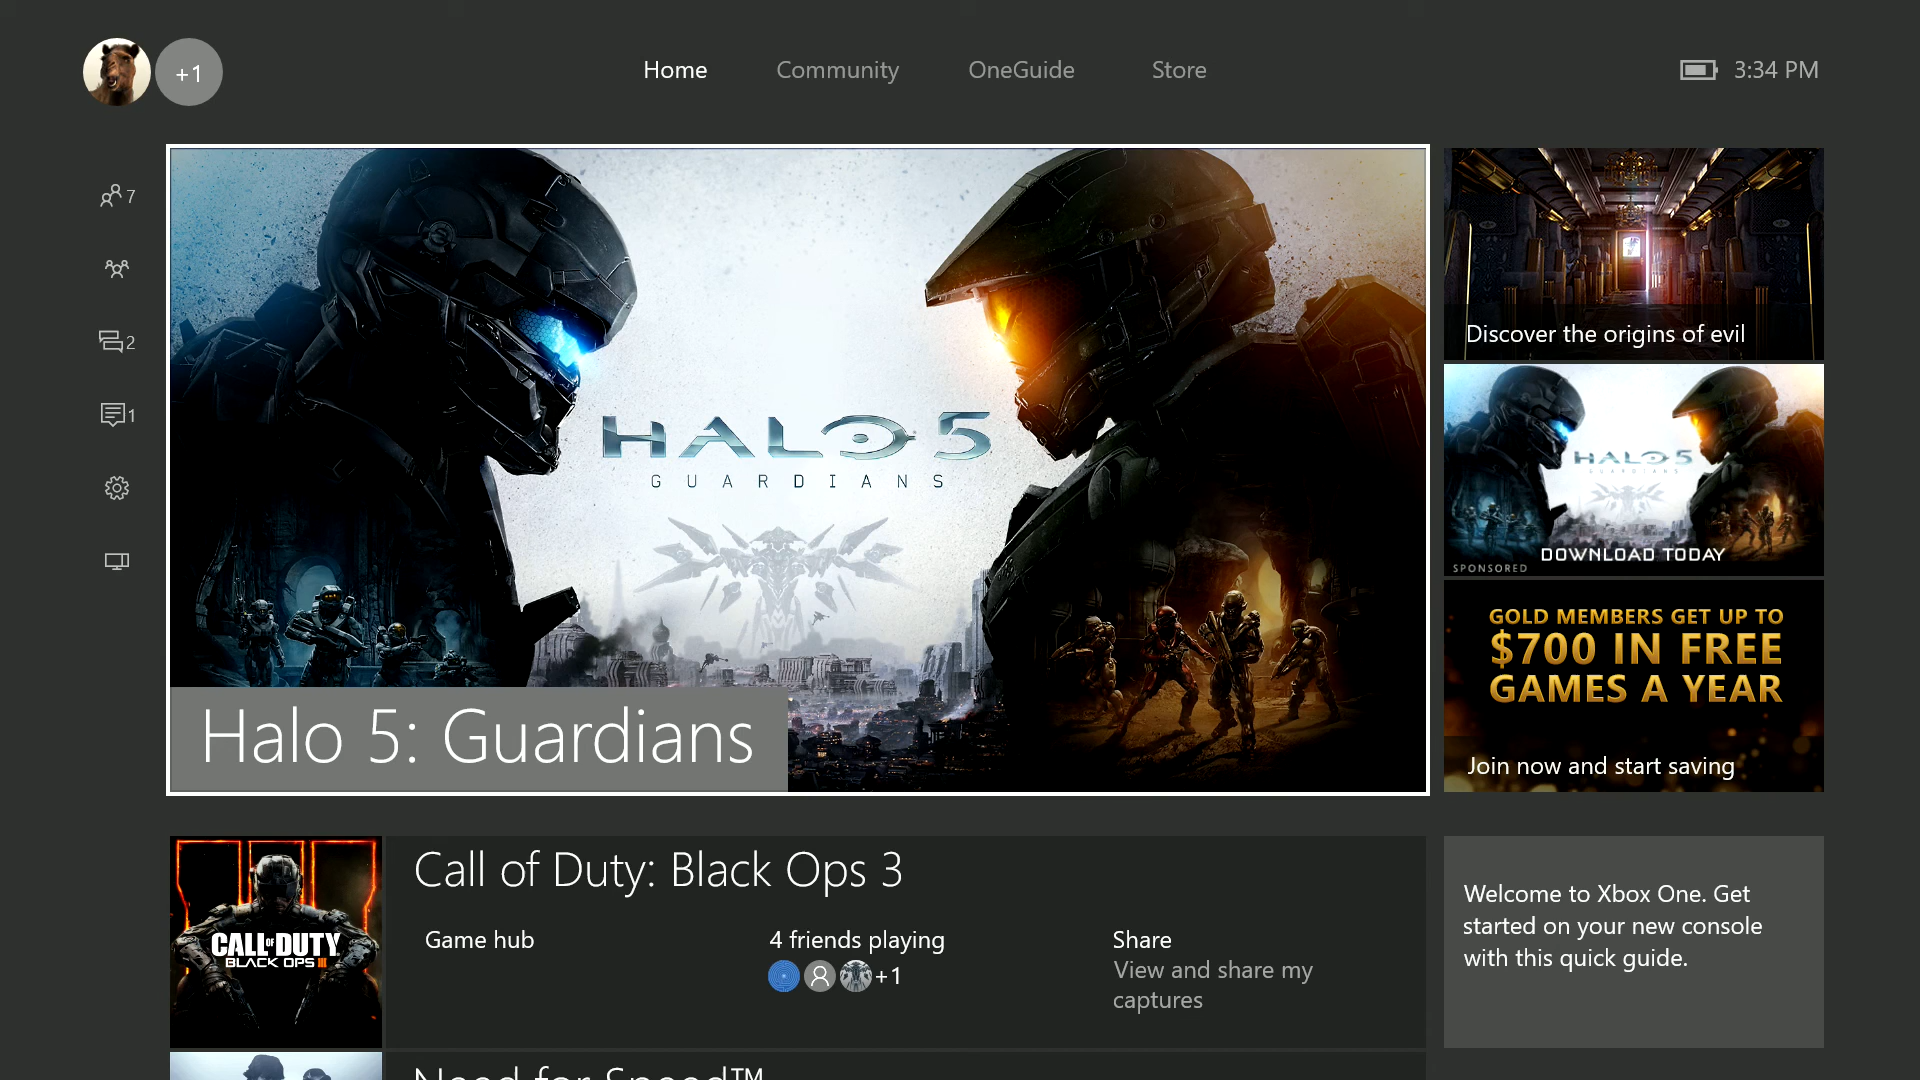 +1
Home
Community
OneGuide
Store
3:34 PM
7
2
1
HALO 5
GUARDIANS
Halo 5: Guardians
Discover the origins of evil
HALO 5
GUARDIANS
DOWNLOAD TODAY
SPONSORED
GOLD MEMBERS GET UP TO
$700 IN FREE
GAMES A YEAR
Join now and start saving
CALL OF DUTY
BLACK OPS III
Call of Duty: Black Ops 3
Game hub
4 friends playing
+1
Share
View and share my
captures
Welcome to Xbox One. Get
started on your new console
with this quick guide.
Need for Speed™